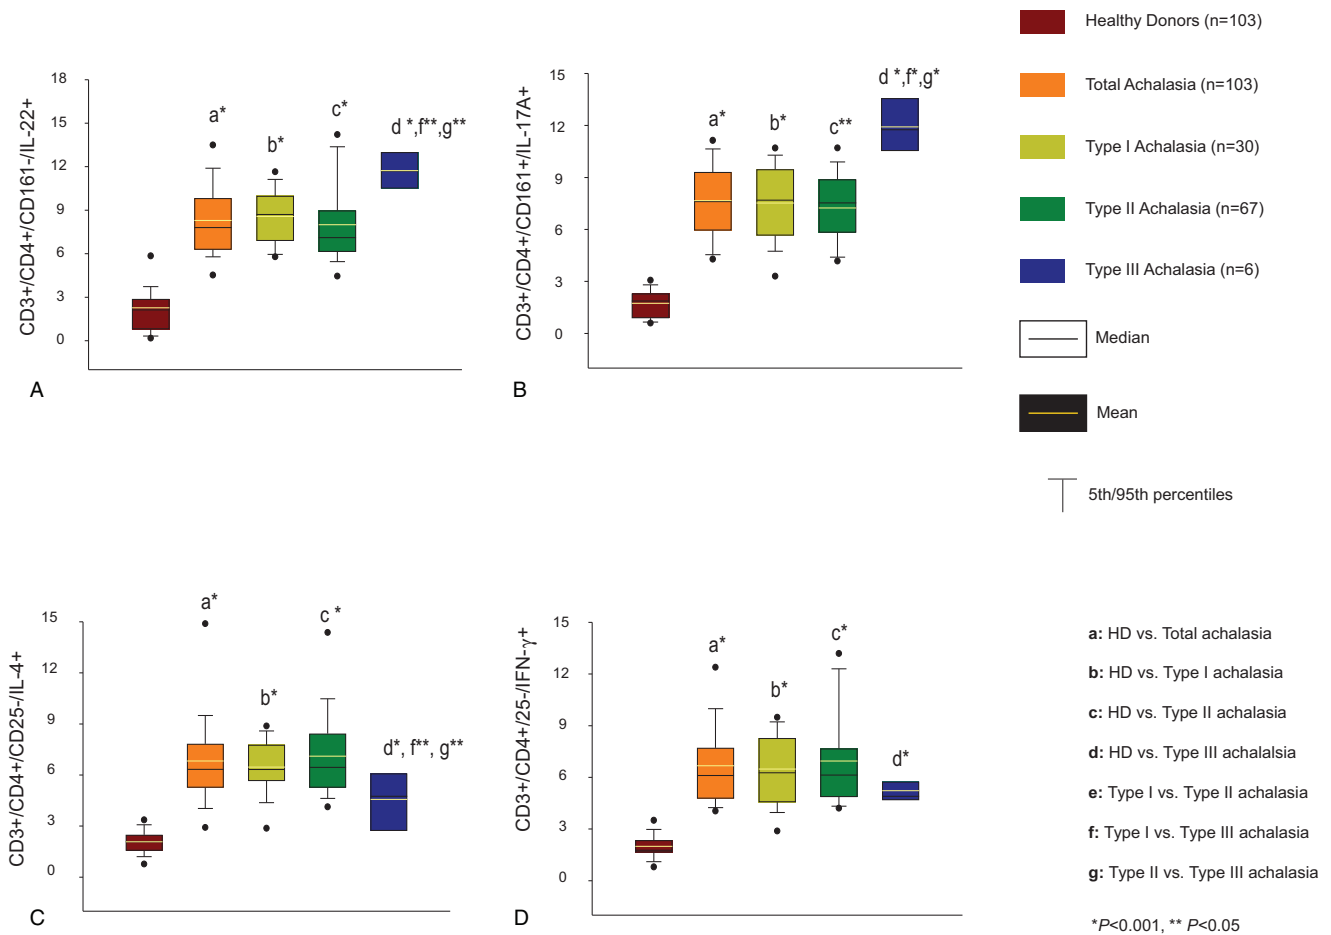 CD3+/CD4+/CD161-/IL-22+
18
15
12
9
6
3
0
a*
b*
c*
d *,f**,g**
A
CD3+/CD4+/CD161+/IL-17A+
15
12
9
6
3
0
a*
b*
c**
d *,f*,g*
B
Healthy Donors (n=103)
Total Achalasia (n=103)
Type I Achalasia (n=30)
Type II Achalasia (n=67)
Type III Achalasia (n=6)
Median
Mean
5th/95th percentiles
CD3+/CD4+/CD25-/IL-4+
15
12
9
6
3
0
a*
b*
c *
d*, f**, g**
C
CD3+/CD4+/25-/IFN-γ+
15
12
9
6
3
0
a*
b*
c*
d*
D
a: HD vs. Total achalasia
b: HD vs. Type I achalasia
c: HD vs. Type II achalasia
d: HD vs. Type III achalalsia
e: Type I vs. Type II achalasia
f: Type I vs. Type III achalasia
g: Type II vs. Type III achalasia
*P<0.001, ** P<0.05